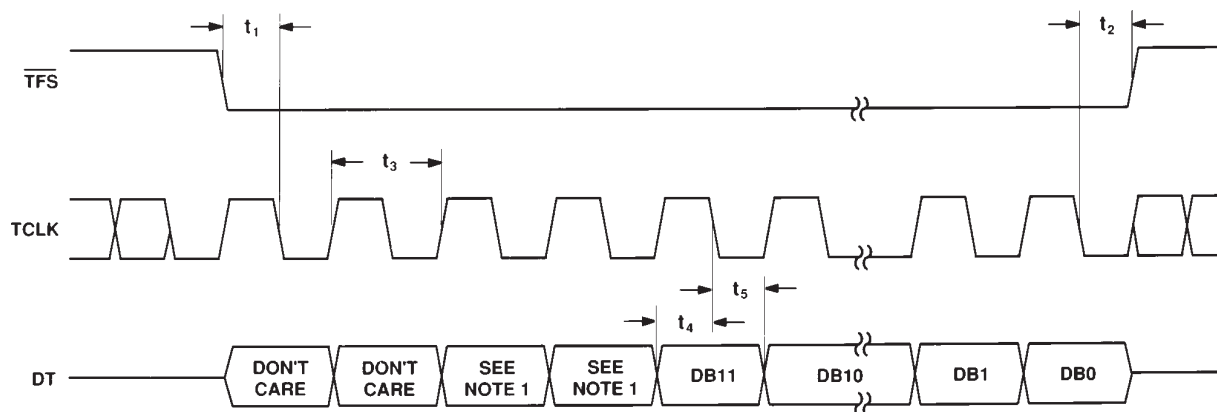 t1
t2
TFS
t3
TCLK
t5
t4
DT
DON'T
CARE
DON'T
CARE
SEE
NOTE 1
SEE
NOTE 1
DB11
DB10
DB1
DB0